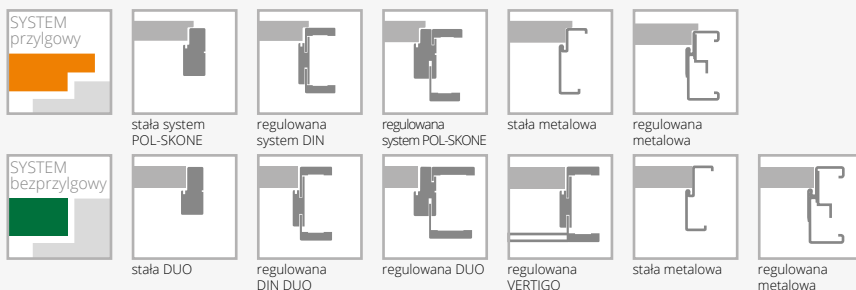 SYSTEM
przylgowy
stała system
POL-SKONE
regulowana
system DIN
regulowana
system POL-SKONE
stała metalowa
regulowana
metalowa
SYSTEM
bezprzylgowy
stała DUO
regulowana
DIN DUO
regulowana DUO
regulowana
VERTIGO
stała metalowa
regulowana
metalowa